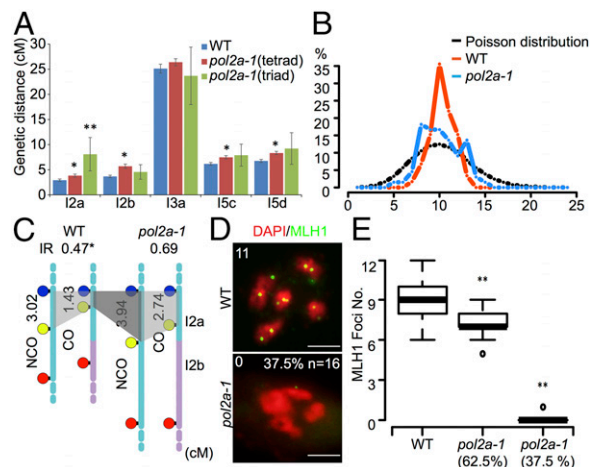 A
Genetic distance (cM)
30
25
20
15
10
5
0
WT
pol2a-1(tetrad)
pol2a-1(triad)
*
**
*
*
*
I2a
I2b
I3a
I5c
I5d
B
%
40
35
30
25
20
15
10
5
0
Poisson distribution
WT
pol2a-1
0
5
10
15
20
25
C
WT
pol2a-1
IR
0.47*
0.69
3.02
1.43
3.94
2.74
NCO
CO
NCO
CO
I2a
I2b
(cM)
D
DAPI/MLH1
11
WT
0
37.5% n=16
pol2a-1
E
MLH1 Foci No.
12
9
6
3
0
**
**
WT
pol2a-1
(62.5%)
pol2a-1
(37.5 %)